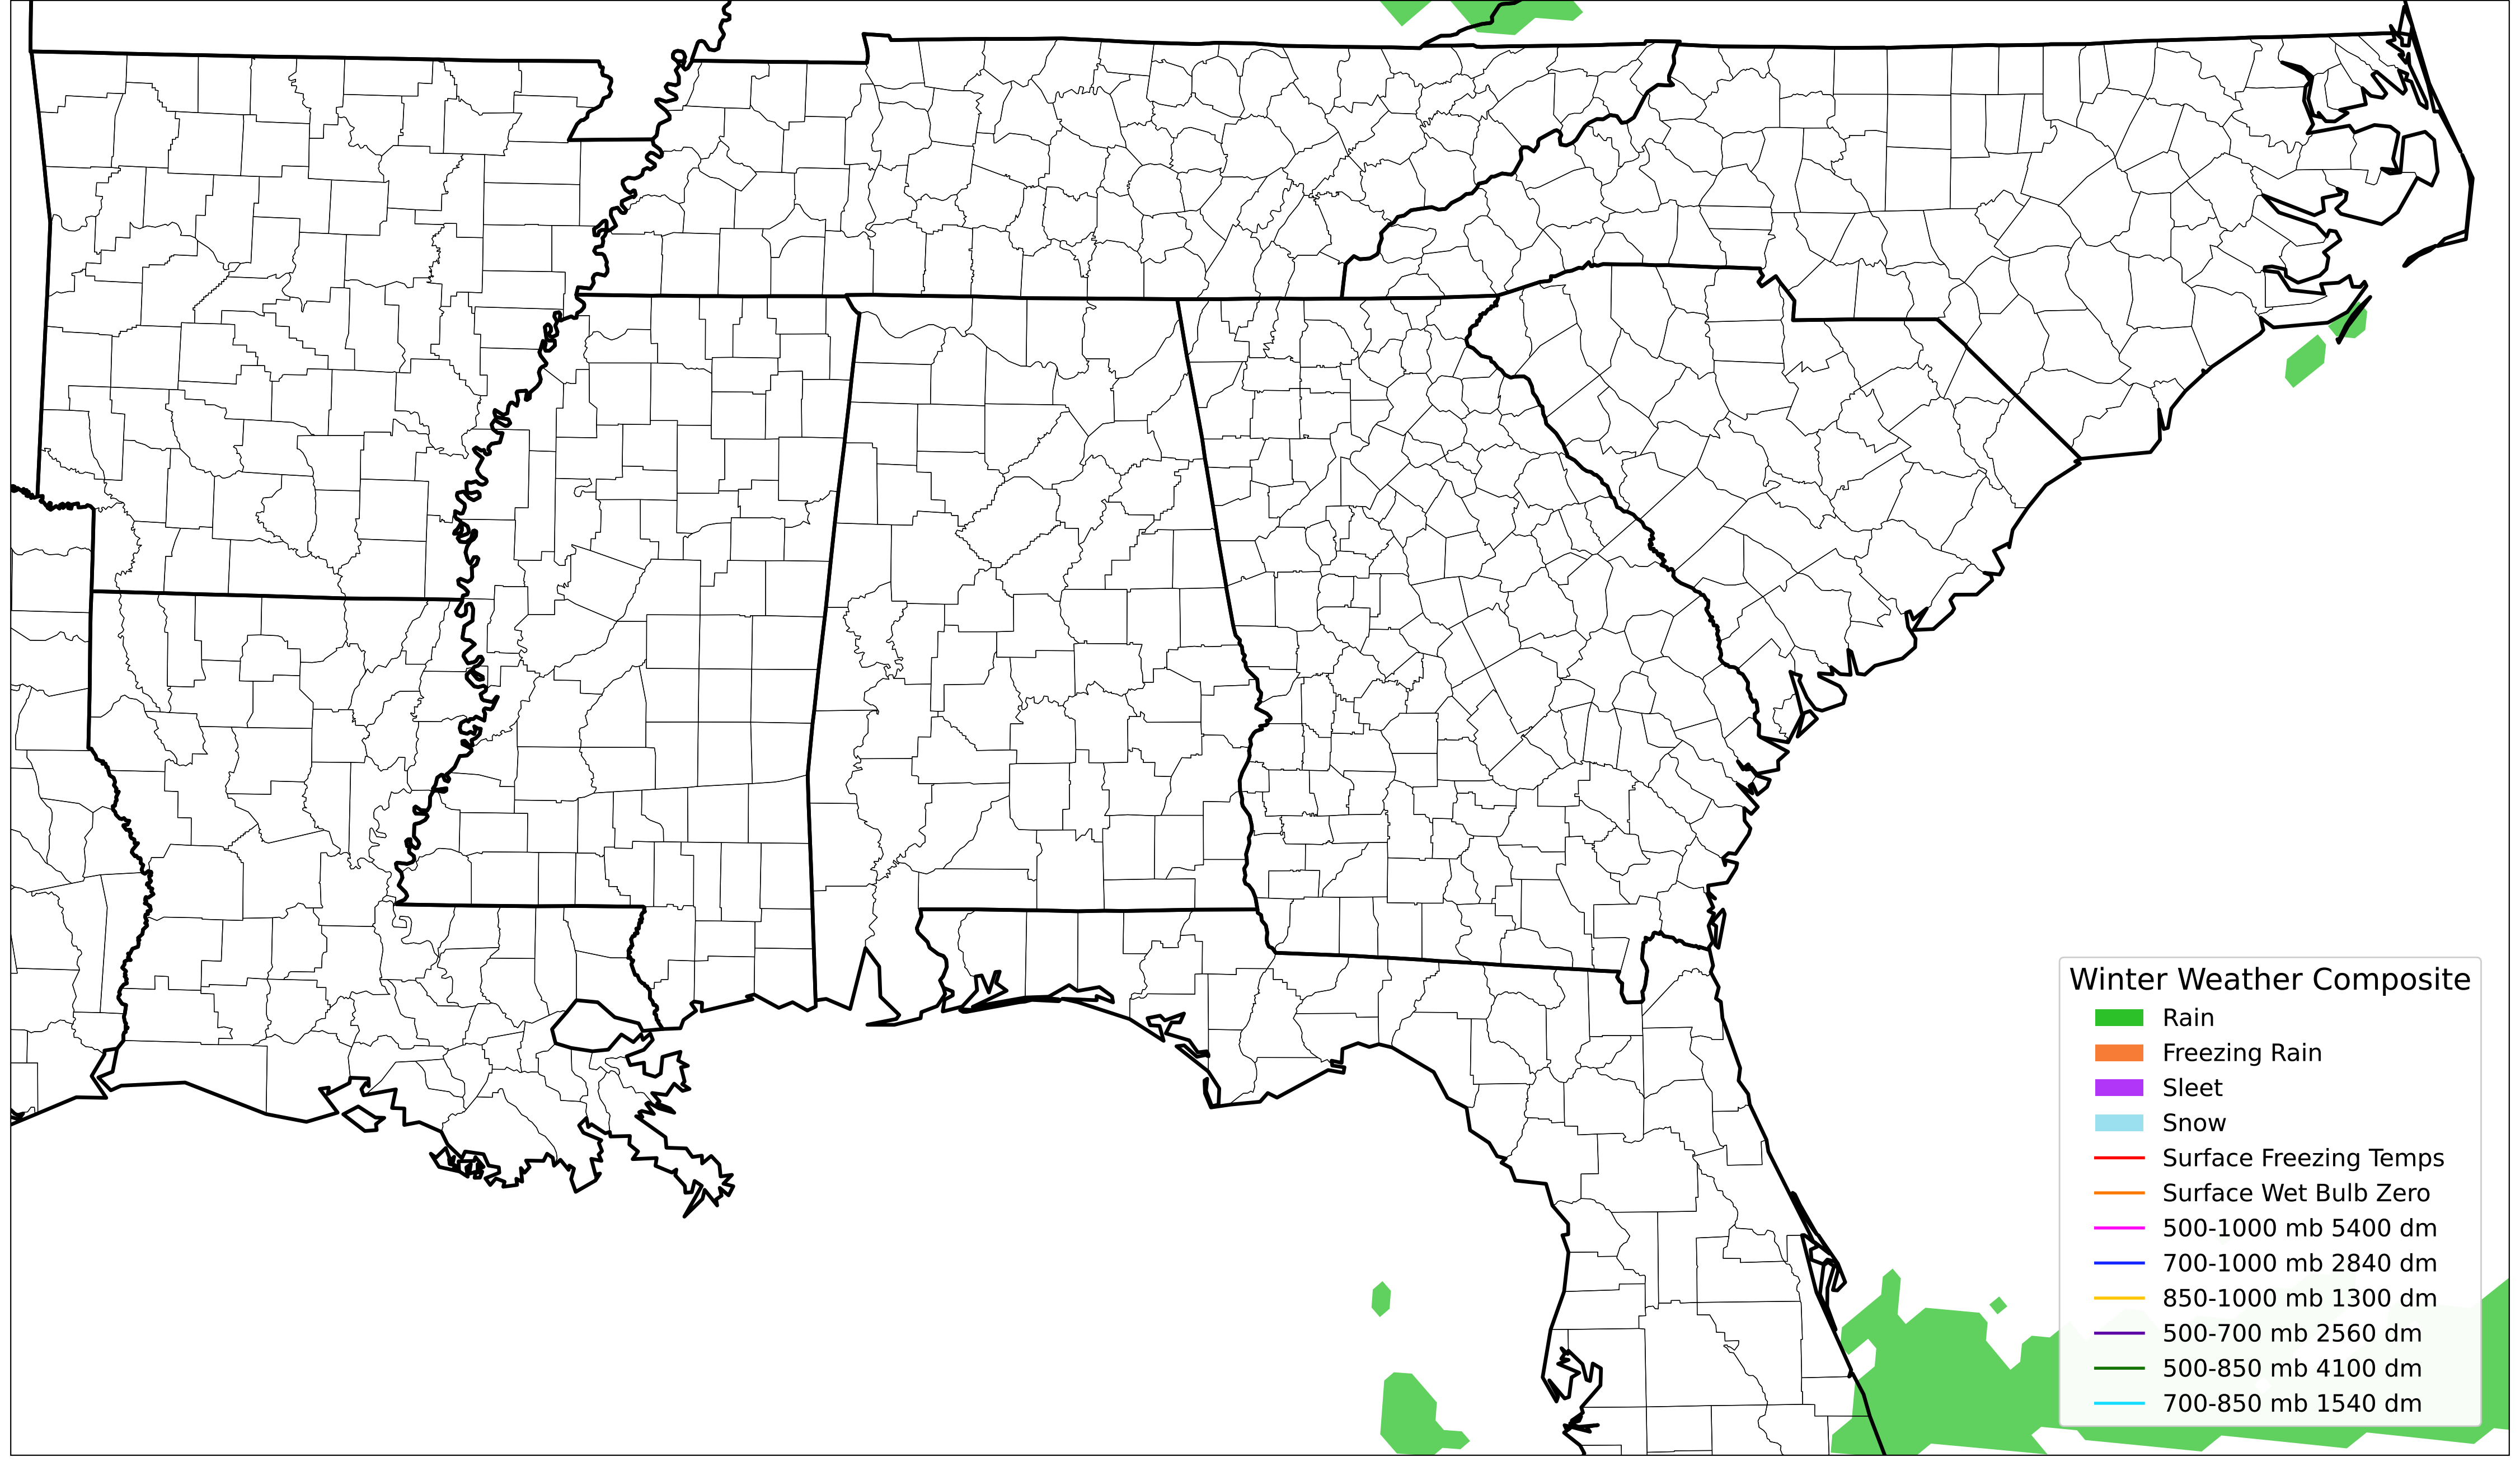 Winter Weather Composite
Rain
Freezing Rain
Sleet
Snow
Surface Freezing Temps
Surface Wet Bulb Zero
500-1000 mb 5400 dm
700-1000 mb 2840 dm
850-1000 mb 1300 dm
500-700 mb 2560 dm
500-850 mb 4100 dm
700-850 mb 1540 dm